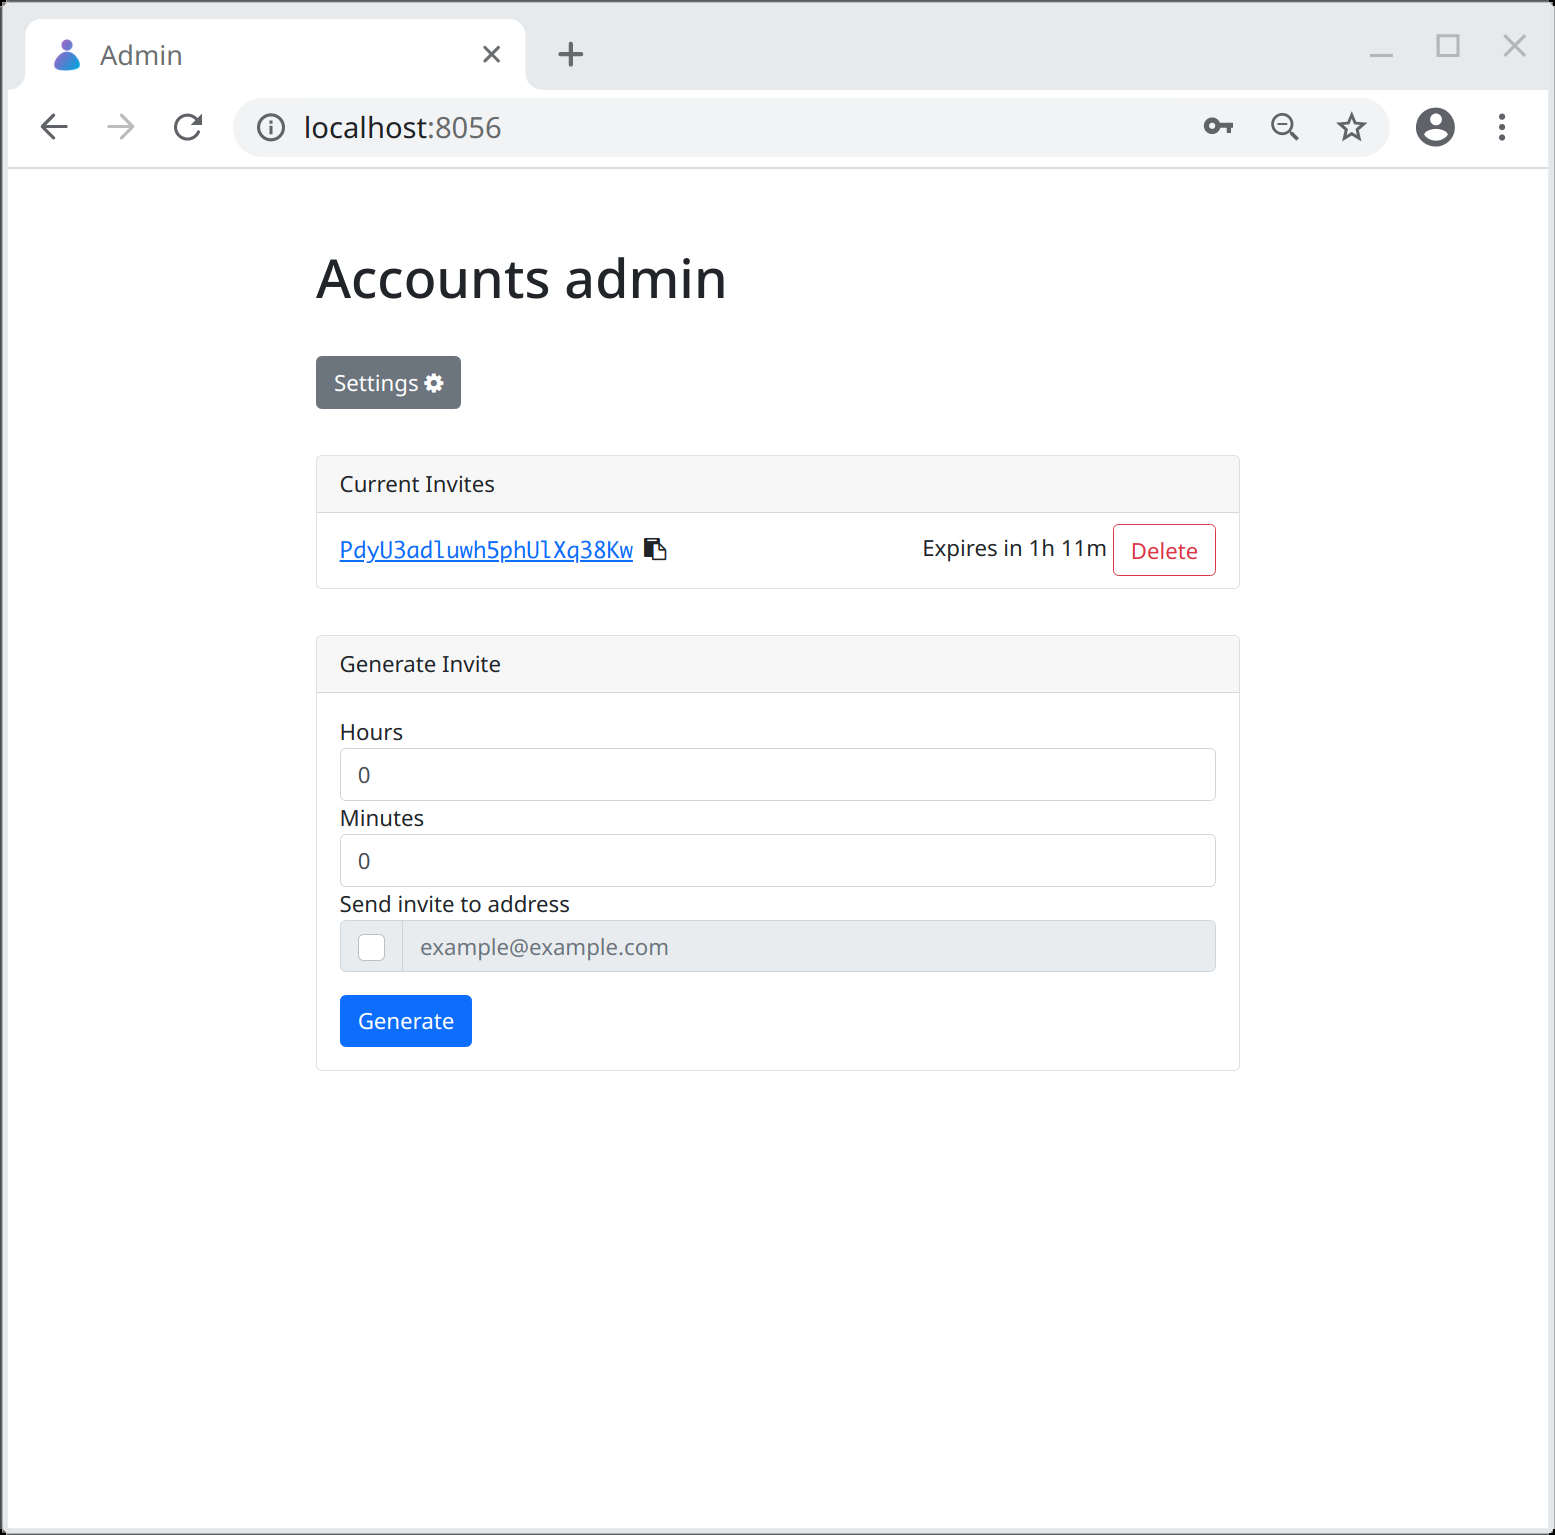 Admin
localhost:8056
Accounts admin
Settings
Current Invites
PdyU3adluwh5phUlXq38Kw Expires in 1h 11m Delete
Generate Invite
Hours
0
Minutes
0
Send invite to address
example@example.com
Generate